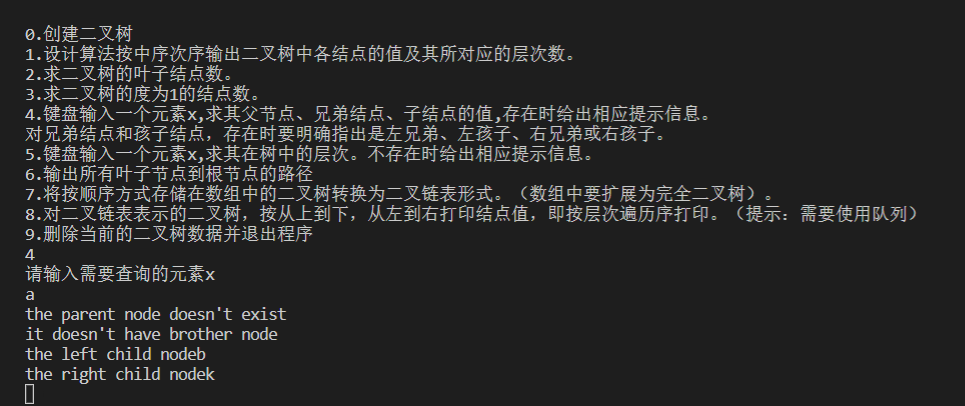 0.创建二叉树
1.设计算法按中序次序输出二叉树中各结点的值及其所对应的层次数。
2.求二叉树的叶子结点数。
3.求二叉树的度为1的结点数。
4.键盘输入一个元素x,求其父节点、兄弟结点、子结点的值,存在时给出相应提示信息。
对兄弟结点和孩子结点，存在时要明确指出是左兄弟、左孩子、右兄弟或右孩子。
5.键盘输入一个元素x,求其在树中的层次。不存在时给出相应提示信息。
6.输出所有叶子节点到根节点的路径
7.将按顺序方式存储在数组中的二叉树转换为二叉链表形式。（数组中要扩展为完全二叉树）。
8.对二叉链表表示的二叉树，按从上到下，从左到右打印结点值，即按层次遍历序打印。（提示：需要使用队列）
9.删除当前的二叉树数据并退出程序
4
请输入需要查询的元素x
a
the parent node doesn't exist
it doesn't have brother node
the left child nodeb
the right child nodek